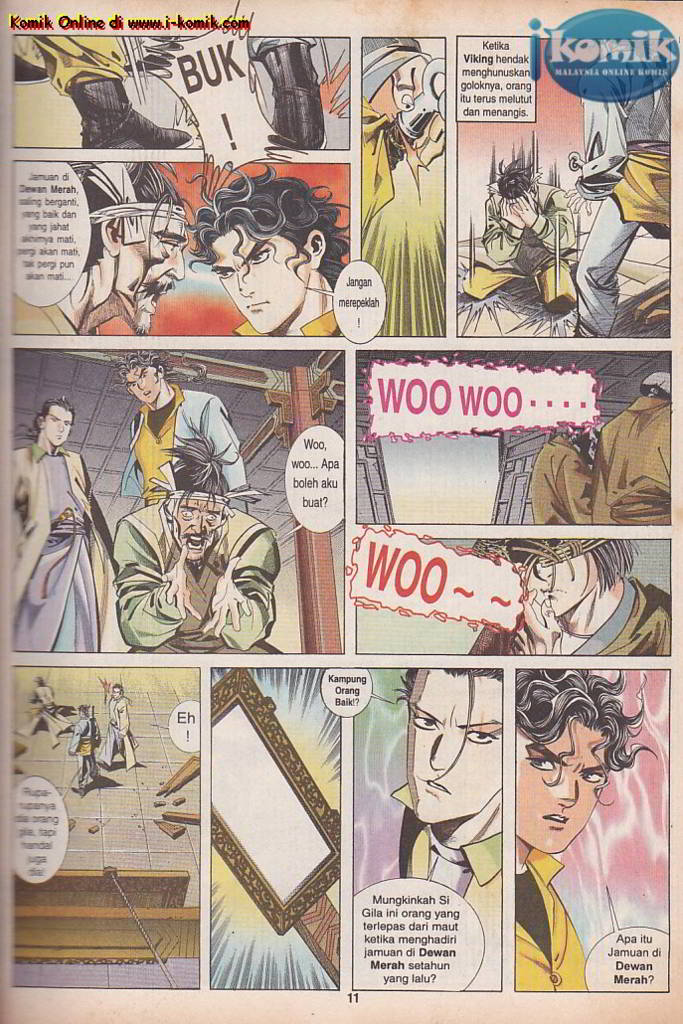 Komik Online di www.i-komik.com
ikomik
MALAYSIA ONLINE KOMIK
BUK
!
Ketika
Viking hendak
menghunuskan
goloknya, orang
itu terus melutut
dan menangis.
Jamuan di
Dewan Merah,
saling berganti,
yang baik dan
yang jahat
akhirnya mati,
pergi akan mati,
tak pergi pun
akan mati...
Jangan
merepeklah
!
Woo,
woo... Apa
boleh aku
buat?
WOO WOO ....
WOO~~
Eh
!
Rupa-
rupanya
dia orang
gila, tapi
handal
juga
dia!
Kampung
Orang
Baik!?
Mungkinkah Si
Gila ini orang yang
terlepas dari maut
ketika menghadiri
jamuan di Dewan
Merah setahun
yang lalu?
Apa itu
Jamuan di
Dewan
Merah?
11